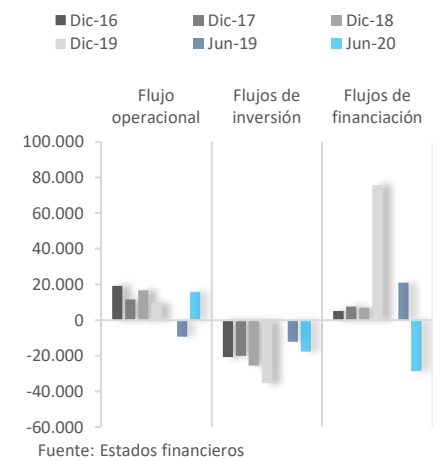 Dic-16 Dic-17 Dic-18
Dic-19 Jun-19 Jun-20
Flujo Flujos de Flujos de
operacional inversión financiación
100.000
80.000
60.000
40.000
20.000
0
-20.000
-40.000
-60.000
Fuente: Estados financieros